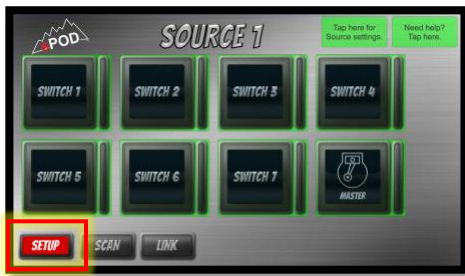 SPOD
SOURCE 1
Tap here for
Source settings.
Need help?
Tap here.
SWITCH 1
SWITCH 2
SWITCH 3
SWITCH 4
SWITCH 5
SWITCH 6
SWITCH 7
MASTER
SETUP
SCAN
LINK